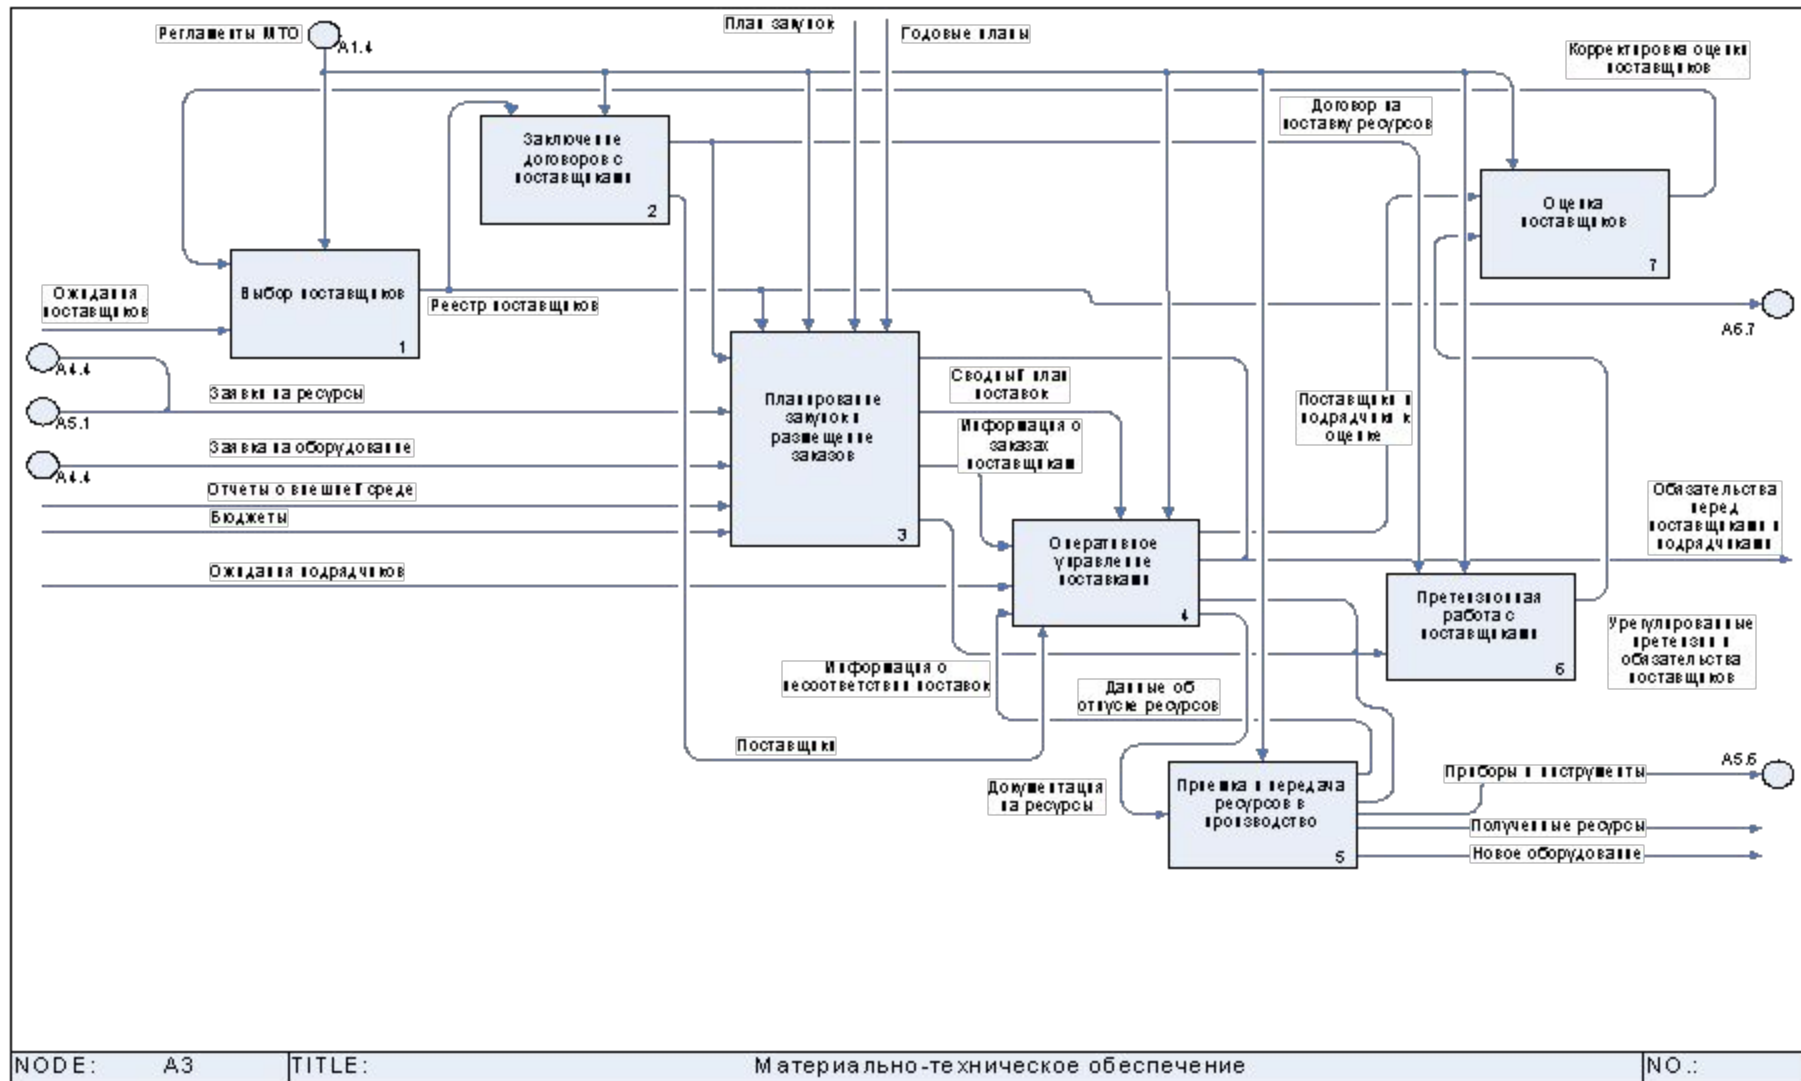 Регламенты МТО
А1.4
План закупок
Годовые планы
Корректировка оценки
поставщиков
Договор на
поставку ресурсов
Заключение
договоров с
поставщиками
2
Оценка
поставщиков
7
Выбор поставщиков
1
Ожидания
поставщиков
Реестр поставщиков
А6.7
А4.4
Заявки на ресурсы
А5.1
Заявка на оборудование
А4.4
Отчеты о внешней среде
Бюджеты
Ожидания подрядчиков
Планирование
закупок и
размещение
заказов
3
Сводный план
поставок
Информация о
заказах
поставщикам
Поставщики и
подрядчики к
оценке
Обязательства
перед
поставщиками и
подрядчиками
Оперативное
управление
поставками
4
Претензионная
работа с
поставщиками
6
Урегулированные
претензии и
обязательства
поставщиков
Информация о
несоответствии поставок
Данные об
отпуске ресурсов
Поставщики
Документация
на ресурсы
Приемка и передача
ресурсов в
производство
5
А5.6
Приборы и инструменты
Полученные ресурсы
Новое оборудование
NODE: А3 TITLE: Материально-техническое обеспечение NO.: